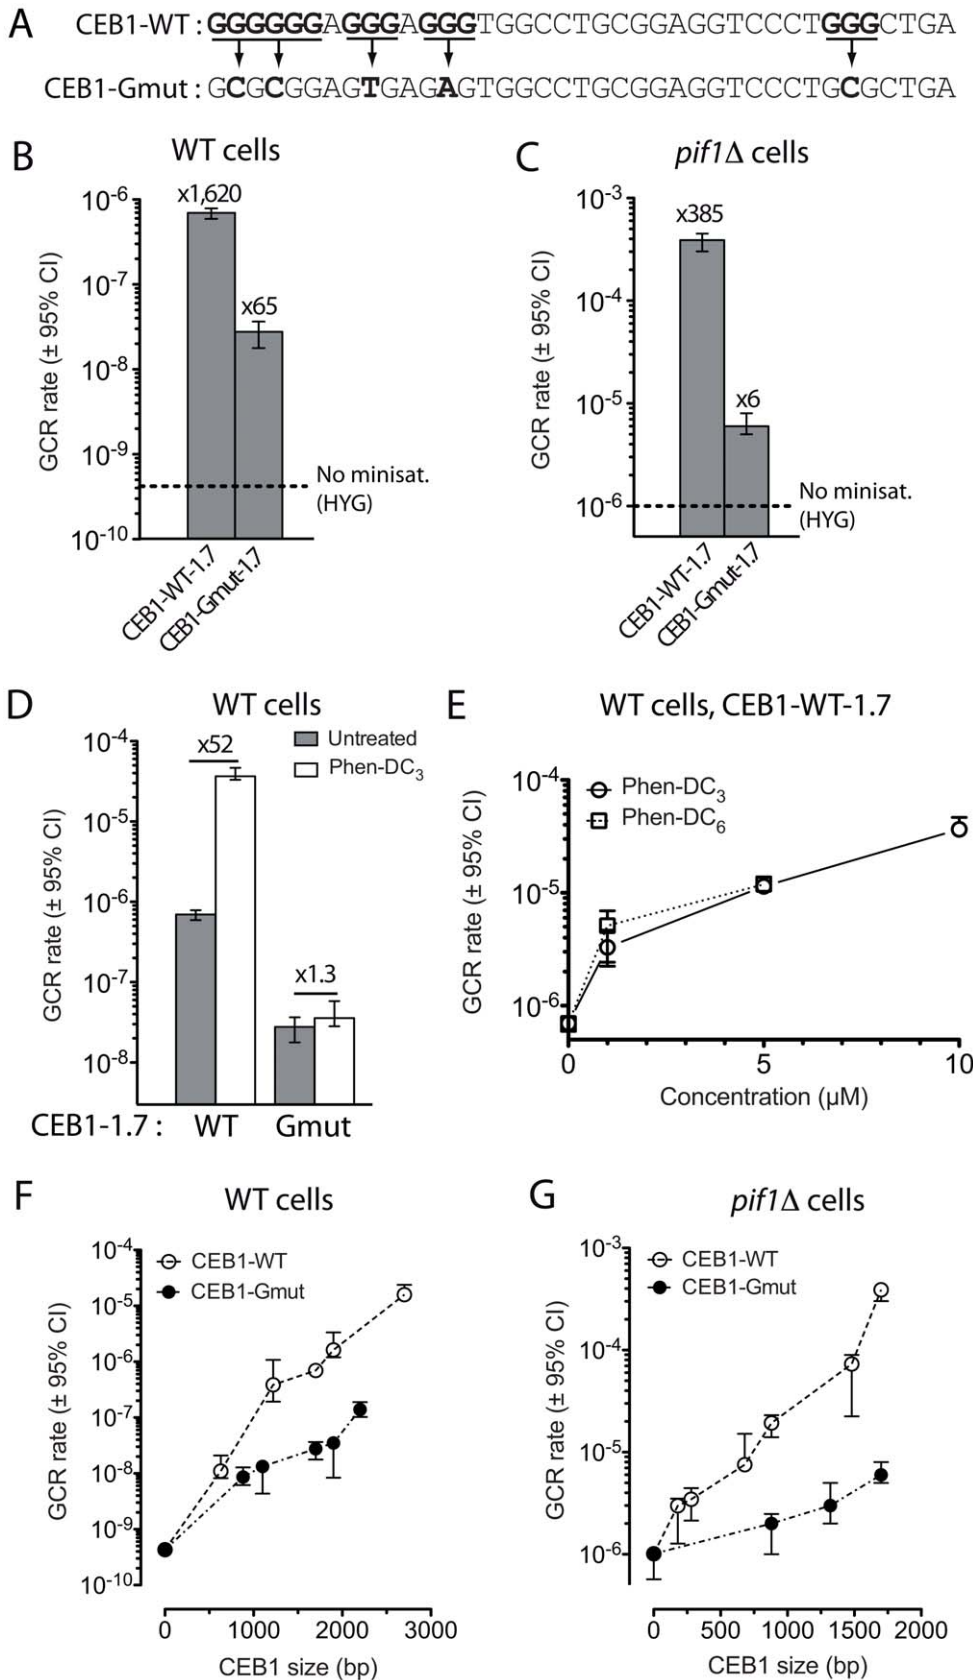 A
CEB1-WT : GGGGGGAGGGAGGGTGGCCTGCGGAGGTCCCTGGGCTGA
CEB1-Gmut : GCGCGGAGTGAGAGTGGCCTGCGGAGGTCCCTGCGCTGA
B WT cells
GCR rate (± 95% CI)
10-6
10-7
10-8
10-9
10-10
x1,620
x65
No minisat.
(HYG)
CEB1-WT-1.7
CEB1-Gmut-1.7
C pif1Δ cells
GCR rate (± 95% CI)
10-3
10-4
10-5
10-6
x385
x6
No minisat.
(HYG)
CEB1-WT-1.7
CEB1-Gmut-1.7
D WT cells
GCR rate (± 95% CI)
10-4
10-5
10-6
10-7
10-8
x52
x1.3
Untreated
Phen-DC3
CEB1-1.7 : WT Gmut
E WT cells, CEB1-WT-1.7
GCR rate (± 95% CI)
10-4
10-5
10-6
Phen-DC3
Phen-DC6
0 5 10
Concentration (µM)
F WT cells
GCR rate (± 95% CI)
10-4
10-5
10-6
10-7
10-8
10-9
10-10
CEB1-WT
CEB1-Gmut
0 1000 2000 3000
CEB1 size (bp)
G pif1Δ cells
GCR rate (± 95% CI)
10-3
10-4
10-5
10-6
CEB1-WT
CEB1-Gmut
0 500 1000 1500 2000
CEB1 size (bp)